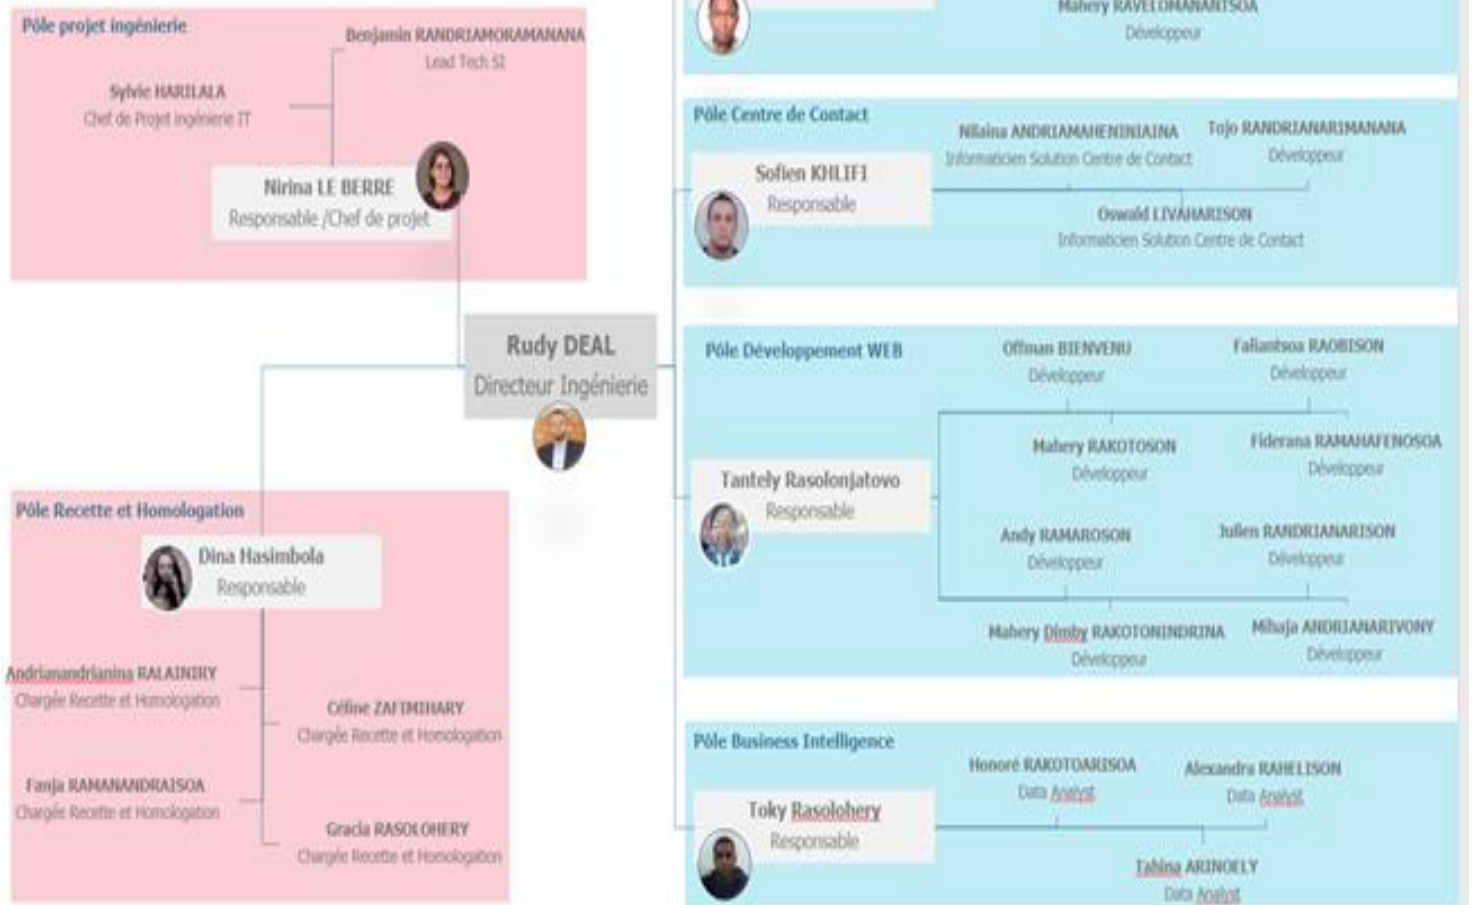 Pôle projet ingénierie
Benjamin RANDRIAMORAMANANA
Lead Tech SI
Sylvie HARILALA
Chef de Projet ingénierie IT
Nirina LE BERRE
Responsable /Chef de projet
Rudy DEAL
Directeur Ingénierie
Pôle Recette et Homologation
Dina Hasimbola
Responsable
Andrianandrianina RALAINIRY
Chargée Recette et Homologation
Céline ZAFIMIHARY
Chargée Recette et Homologation
Fanja RAMANANDRAISOA
Chargée Recette et Homologation
Gracia RASOLOHERY
Chargée Recette et Homologation
Mahery RAVELOMANANTSOA
Développeur
Pôle Centre de Contact
Sofien KHLIFI
Responsable
Nilaina ANDRIAMAHENINIAINA
Informaticien Solution Centre de Contact
Tojo RANDRIANARIMANANA
Développeur
Oswald LIVAHARISON
Informaticien Solution Centre de Contact
Pôle Développement WEB
Tantely Rasolonjatovo
Responsable
Offman BIENVENU
Développeur
Faliantsoa RAOBISON
Développeur
Mahery RAKOTOSON
Développeur
Fiderana RAMAHAFENOSOA
Développeur
Andy RAMAROSON
Développeur
Julien RANDRIANARISON
Développeur
Mahery Dimby RAKOTONINDRINA
Développeur
Mihaja ANDRIANARIVONY
Développeur
Pôle Business Intelligence
Toky Rasolohery
Responsable
Honoré RAKOTOARISOA
Data Analyst
Alexandra RAHELISON
Data Analyst
Tahina ARINOELY
Data Analyst